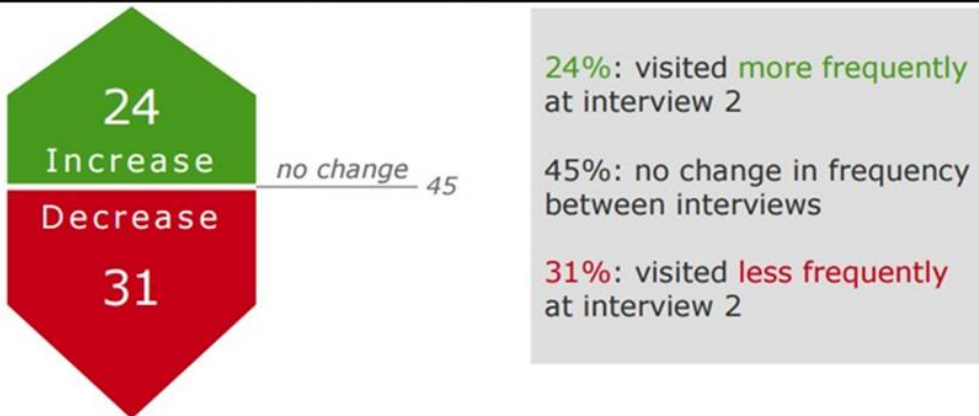 24
Increase
no change 45
Decrease
31
24%: visited more frequently
at interview 2
45%: no change in frequency
between interviews
31%: visited less frequently
at interview 2